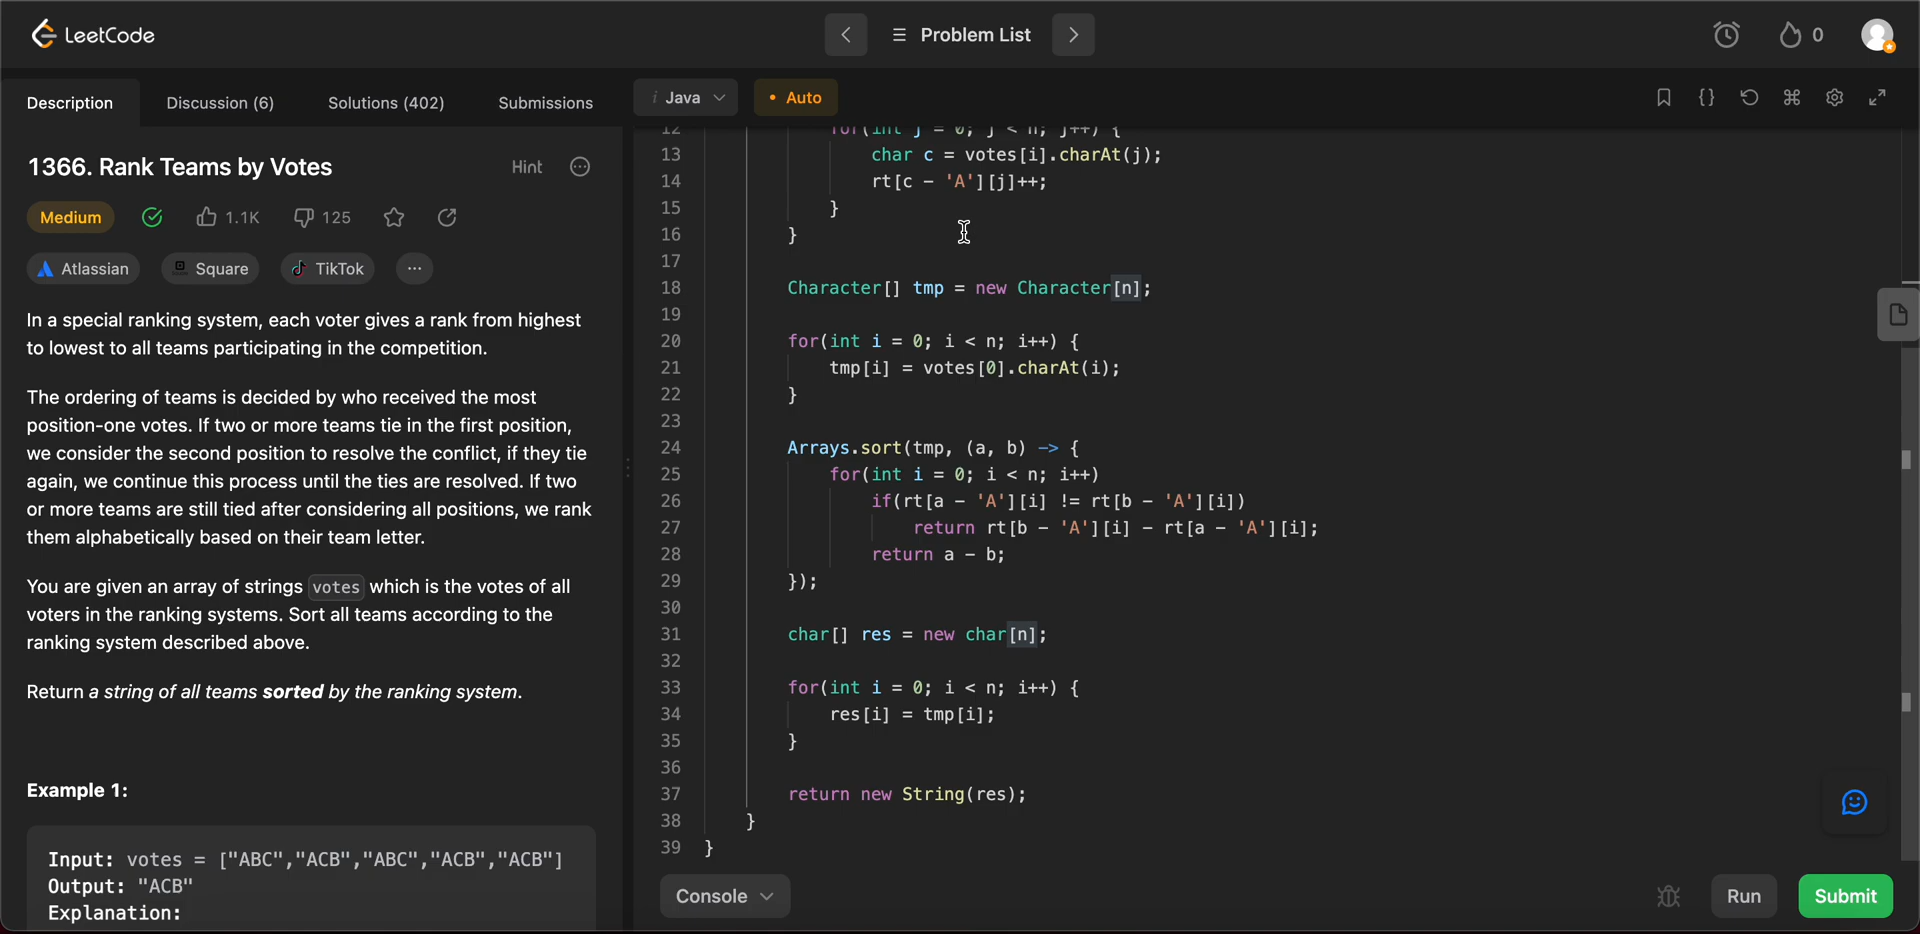 LeetCode
Problem List
0
Description
Discussion (6)
Solutions (402)
Submissions
i Java
• Auto
1366. Rank Teams by Votes
Hint
Medium
1.1K
125
Atlassian
Square
TikTok
...
In a special ranking system, each voter gives a rank from highest
to lowest to all teams participating in the competition.
The ordering of teams is decided by who received the most
position-one votes. If two or more teams tie in the first position,
we consider the second position to resolve the conflict, if they tie
again, we continue this process until the ties are resolved. If two
or more teams are still tied after considering all positions, we rank
them alphabetically based on their team letter.
You are given an array of strings votes which is the votes of all
voters in the ranking systems. Sort all teams according to the
ranking system described above.
Return a string of all teams sorted by the ranking system.
Example 1:
Input: votes = ["ABC","ACB","ABC","ACB","ACB"]
Output: "ACB"
Explanation:
12 for(int j = 0; j < n; j++) {
13 char c = votes[i].charAt(j);
14 rt[c - 'A'][j]++;
15 }
16 }
17
18 Character[] tmp = new Character[n];
19
20 for(int i = 0; i < n; i++) {
21 tmp[i] = votes[0].charAt(i);
22 }
23
24 Arrays.sort(tmp, (a, b) -> {
25 for(int i = 0; i < n; i++)
26 if(rt[a - 'A'][i] != rt[b - 'A'][i])
27 return rt[b - 'A'][i] - rt[a - 'A'][i];
28 return a - b;
29 });
30
31 char[] res = new char[n];
32
33 for(int i = 0; i < n; i++) {
34 res[i] = tmp[i];
35 }
36
37 return new String(res);
38 }
39 }
Console
Run
Submit